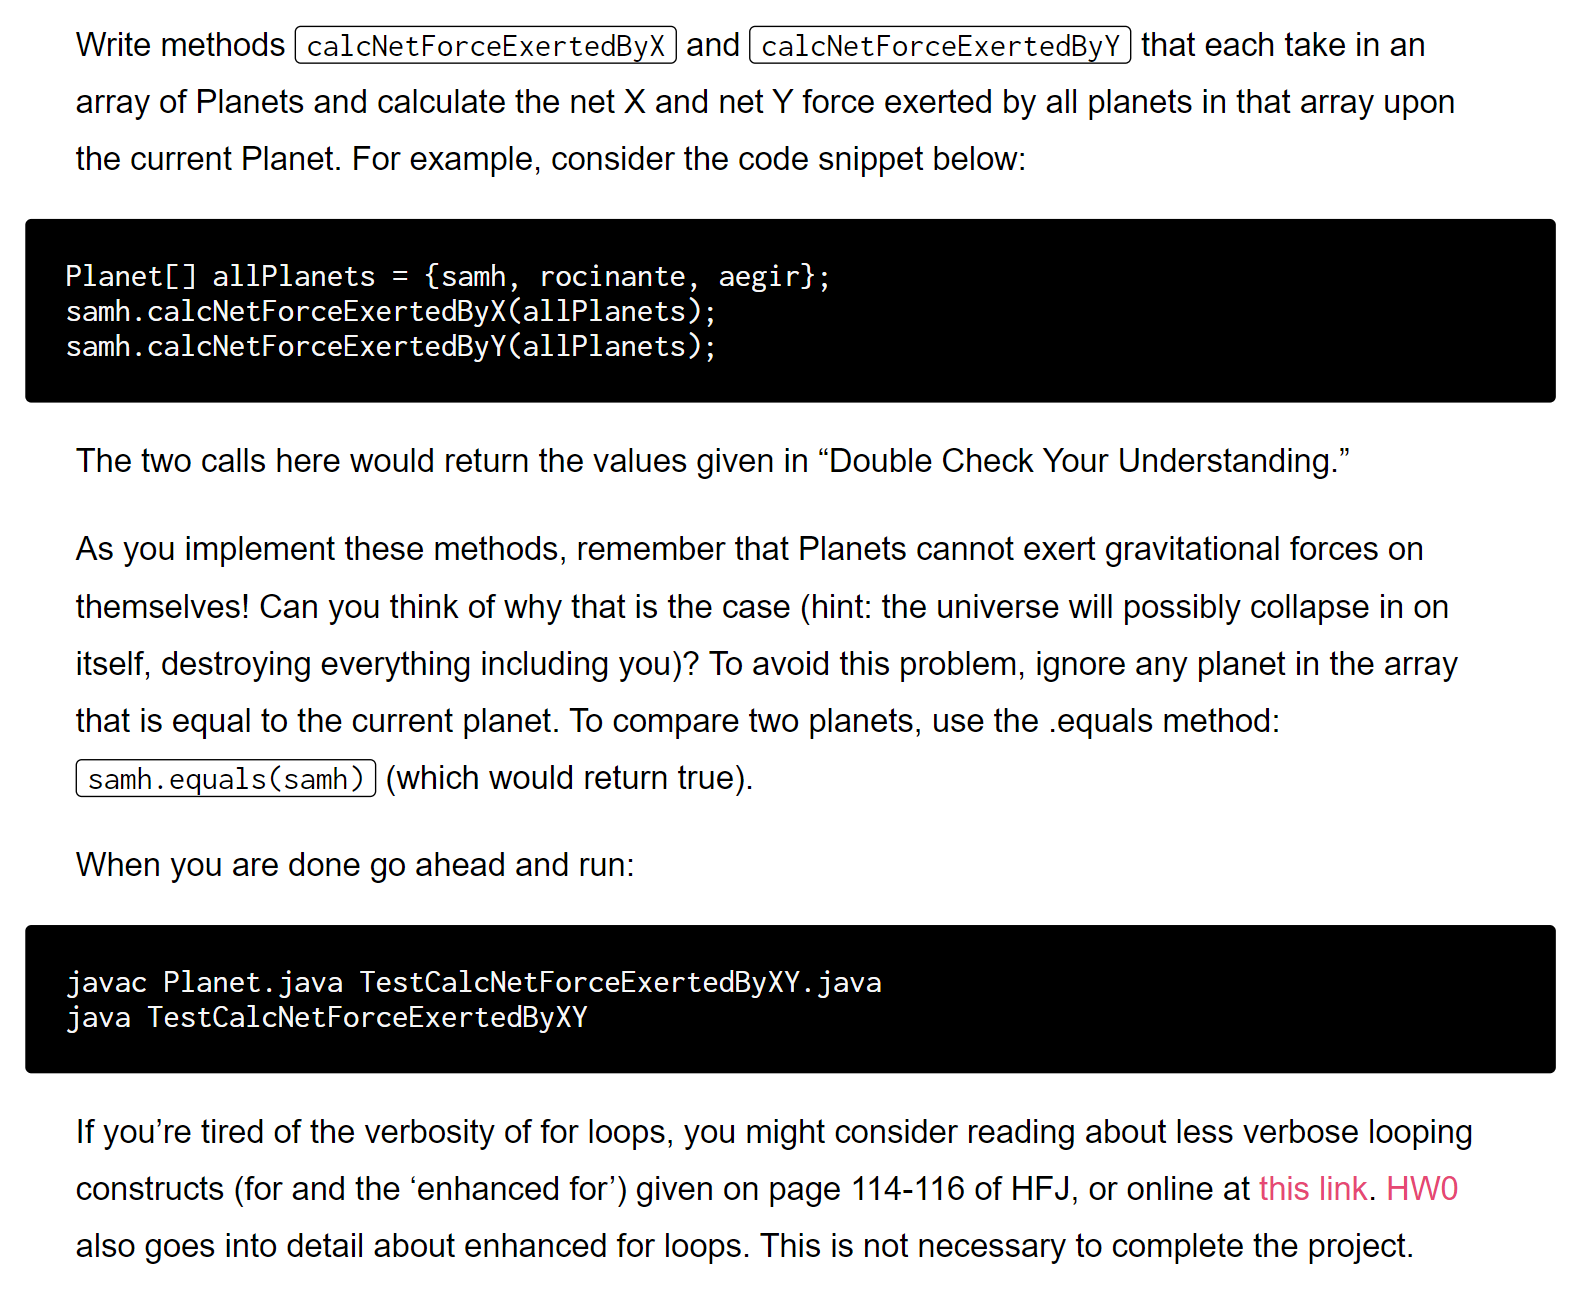 Write methods calcNetForceExertedByX and calcNetForceExertedByY that each take in an
array of Planets and calculate the net X and net Y force exerted by all planets in that array upon
the current Planet. For example, consider the code snippet below:
Planet[] allPlanets = {samh, rocinante, aegir};
samh.calcNetForceExertedByX(allPlanets);
samh.calcNetForceExertedByY(allPlanets);
The two calls here would return the values given in “Double Check Your Understanding.”
As you implement these methods, remember that Planets cannot exert gravitational forces on
themselves! Can you think of why that is the case (hint: the universe will possibly collapse in on
itself, destroying everything including you)? To avoid this problem, ignore any planet in the array
that is equal to the current planet. To compare two planets, use the .equals method:
samh.equals(samh) (which would return true).
When you are done go ahead and run:
javac Planet.java TestCalcNetForceExertedByXY.java
java TestCalcNetForceExertedByXY
If you’re tired of the verbosity of for loops, you might consider reading about less verbose looping
constructs (for and the ‘enhanced for’) given on page 114-116 of HFJ, or online at this link. HW0
also goes into detail about enhanced for loops. This is not necessary to complete the project.